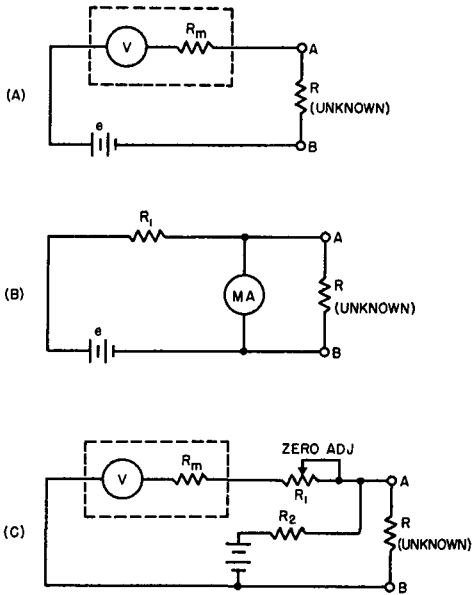 (A)
V
Rm
A
R
(UNKNOWN)
e
B
(B)
R1
A
MA
R
(UNKNOWN)
e
B
(C)
V
Rm
ZERO ADJ
R1
A
R2
R
(UNKNOWN)
B